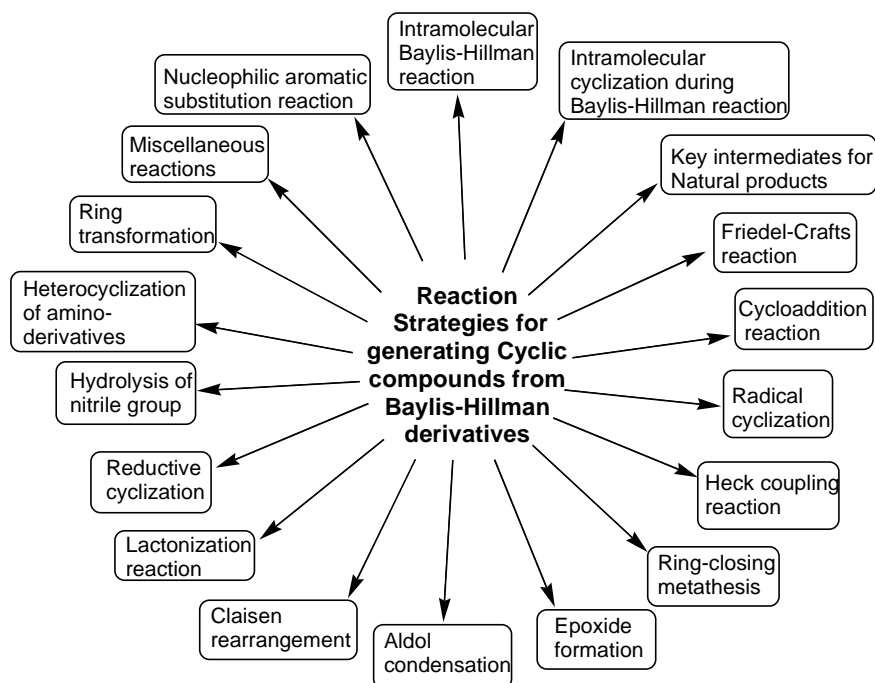 Intramolecular
Baylis-Hillman
reaction
Intramolecular
cyclization during
Baylis-Hillman reaction
Key intermediates for
Natural products
Friedel-Crafts
reaction
Cycloaddition
reaction
Radical
cyclization
Heck coupling
reaction
Ring-closing
metathesis
Epoxide
formation
Aldol
condensation
Claisen
rearrangement
Lactonization
reaction
Reductive
cyclization
Hydrolysis of
nitrile group
Heterocyclization
of amino-
derivatives
Ring
transformation
Miscellaneous
reactions
Nucleophilic aromatic
substitution reaction
Reaction
Strategies for
generating Cyclic
compounds from
Baylis-Hillman
derivatives